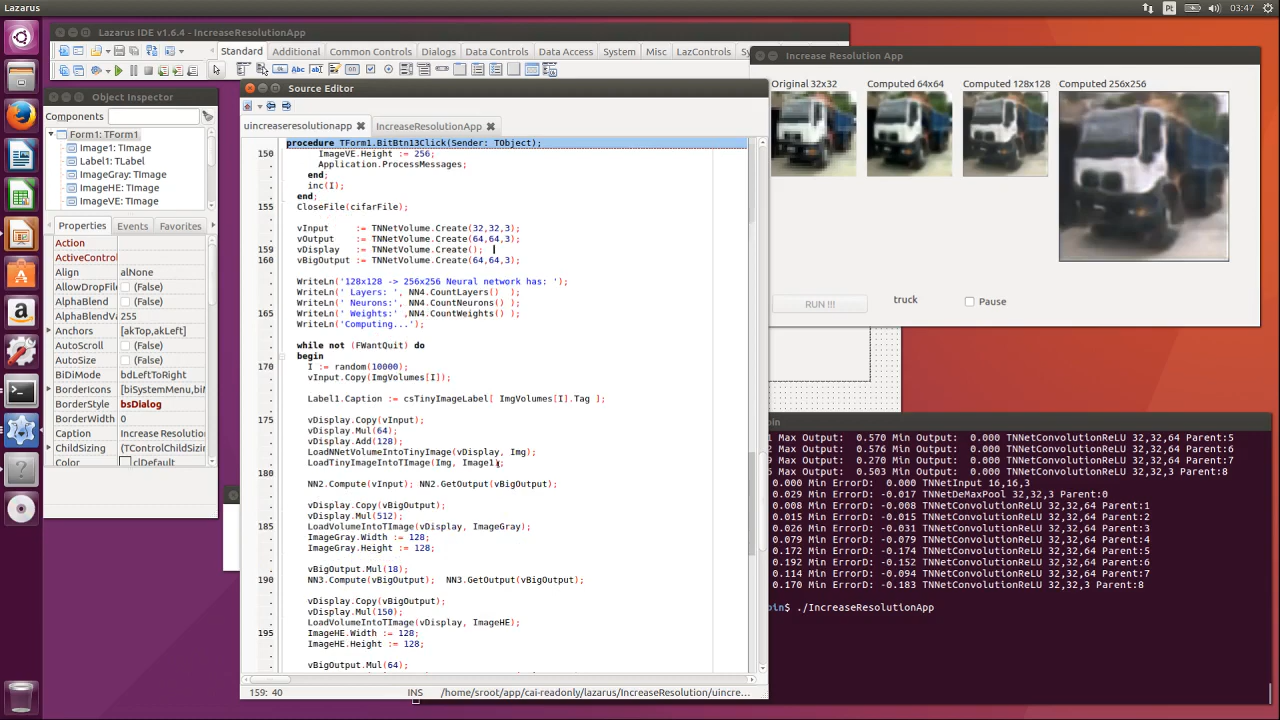 Lazarus
Pt
03:47
Lazarus IDE v1.6.4 - IncreaseResolutionApp
Standard Additional Common Controls Dialogs Data Controls Data Access System Misc LazControls
Abc
OK
Object Inspector
Components
Form1: TForm1
Image1: TImage
Label1: TLabel
ImageGray: TImage
ImageHE: TImage
ImageVE: TImage
Properties Events Favorites
Action
ActiveControl
Align alNone
AllowDropFil (False)
AlphaBlend (False)
AlphaBlendVa 255
Anchors [akTop,akLeft]
AutoScroll (False)
AutoSize (False)
BiDiMode bdLeftToRight
BorderIcons [biSystemMenu,biM
BorderStyle bsDialog
BorderWidth 0
Caption Increase Resolution
ChildSizing (TControlChildSizi
Color clDefault
Source Editor
uincreaseresolutionapp IncreaseResolutionApp
procedure TForm1.BitBtn13Click(Sender: TObject);
150 ImageVE.Height := 256;
Application.ProcessMessages;
end;
inc(I);
end;
155 CloseFile(cifarFile);
vInput := TNNetVolume.Create(32,32,3);
vOutput := TNNetVolume.Create(64,64,3);
159 vDisplay := TNNetVolume.Create();
160 vBigOutput := TNNetVolume.Create(64,64,3);
WriteLn('128x128 -> 256x256 Neural network has: ');
WriteLn(' Layers: ', NN4.CountLayers() );
WriteLn(' Neurons:', NN4.CountNeurons() );
165 WriteLn(' Weights:' ,NN4.CountWeights() );
WriteLn('Computing...');
while not (FWantQuit) do
begin
170 I := random(10000);
vInput.Copy(ImgVolumes[I]);
Label1.Caption := csTinyImageLabel[ ImgVolumes[I].Tag ];
175 vDisplay.Copy(vInput);
vDisplay.Mul(64);
vDisplay.Add(128);
LoadNNetVolumeIntoTinyImage(vDisplay, Img);
LoadTinyImageIntoTImage(Img, Image1);
180
NN2.Compute(vInput); NN2.GetOutput(vBigOutput);
vDisplay.Copy(vBigOutput);
vDisplay.Mul(512);
185 LoadVolumeIntoTImage(vDisplay, ImageGray);
ImageGray.Width := 128;
ImageGray.Height := 128;
vBigOutput.Mul(18);
190 NN3.Compute(vBigOutput); NN3.GetOutput(vBigOutput);
vDisplay.Copy(vBigOutput);
vDisplay.Mul(150);
LoadVolumeIntoTImage(vDisplay, ImageHE);
195 ImageHE.Width := 128;
ImageHE.Height := 128;
vBigOutput.Mul(64);
159: 40 INS /home/sroot/app/cai-readonly/lazarus/IncreaseResolution/uincre...
Increase Resolution App
Original 32x32 Computed 64x64 Computed 128x128 Computed 256x256
RUN !!! truck Pause
bin
1 Max Output: 0.570 Min Output: 0.000 TNNetConvolutionReLU 32,32,64 Parent:5
2 Max Output: 0.576 Min Output: 0.000 TNNetConvolutionReLU 32,32,64 Parent:6
9 Max Output: 0.270 Min Output: 0.000 TNNetConvolutionReLU 32,32,64 Parent:7
6 Max Output: 0.503 Min Output: 0.000 TNNetConvolutionReLU 32,32,3 Parent:8
0.000 Min ErrorD: 0.000 TNNetInput 16,16,3
0.029 Min ErrorD: -0.017 TNNetDeMaxPool 32,32,3 Parent:0
0.008 Min ErrorD: -0.008 TNNetConvolutionReLU 32,32,64 Parent:1
0.015 Min ErrorD: -0.015 TNNetConvolutionReLU 32,32,64 Parent:2
0.026 Min ErrorD: -0.031 TNNetConvolutionReLU 32,32,64 Parent:3
0.079 Min ErrorD: -0.079 TNNetConvolutionReLU 32,32,64 Parent:4
0.172 Min ErrorD: -0.174 TNNetConvolutionReLU 32,32,64 Parent:5
0.192 Min ErrorD: -0.152 TNNetConvolutionReLU 32,32,64 Parent:6
0.114 Min ErrorD: -0.094 TNNetConvolutionReLU 32,32,64 Parent:7
0.170 Min ErrorD: -0.183 TNNetConvolutionReLU 32,32,3 Parent:8
bin$ ./IncreaseResolutionApp